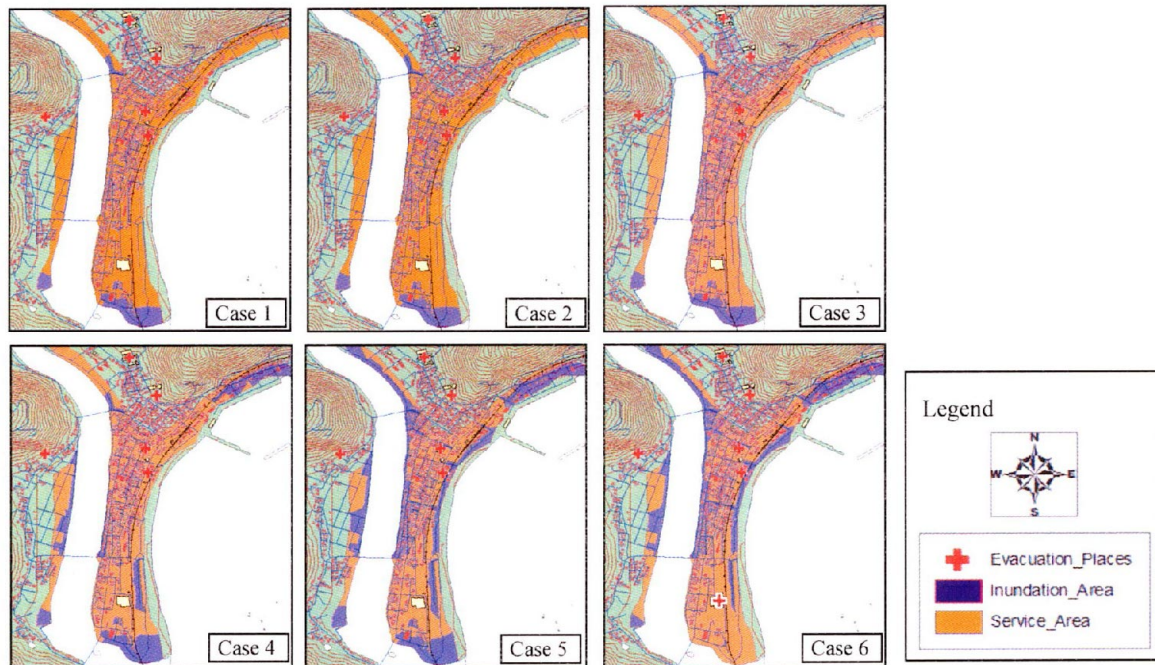 Case 1
Case 2
Case 3
Case 4
Case 5
Case 6
Legend
N
W E
S
Evacuation_Places
Inundation_Area
Service_Area